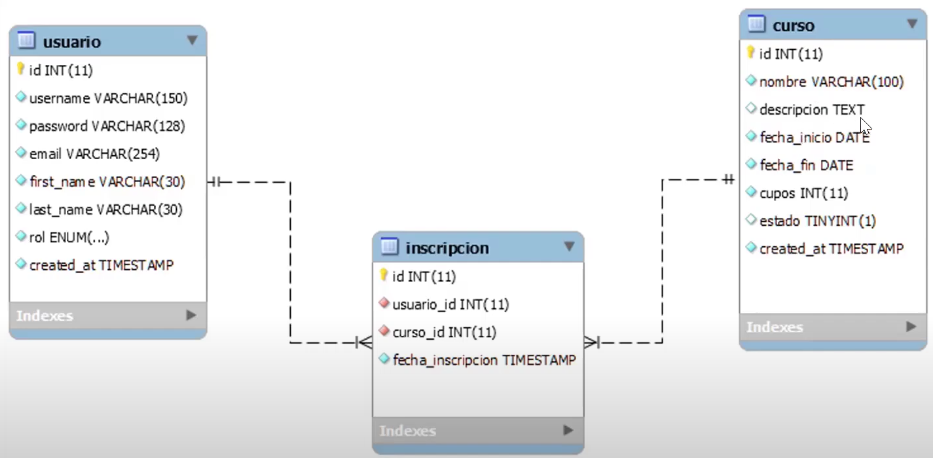 usuario
id INT(11)
username VARCHAR(150)
password VARCHAR(128)
email VARCHAR(254)
first_name VARCHAR(30)
last_name VARCHAR(30)
rol ENUM(...)
created_at TIMESTAMP
Indexes
inscripcion
id INT(11)
usuario_id INT(11)
curso_id INT(11)
fecha_inscripcion TIMESTAMP
Indexes
curso
id INT(11)
nombre VARCHAR(100)
descripcion TEXT
fecha_inicio DATE
fecha_fin DATE
cupos INT(11)
estado TINYINT(1)
created_at TIMESTAMP
Indexes